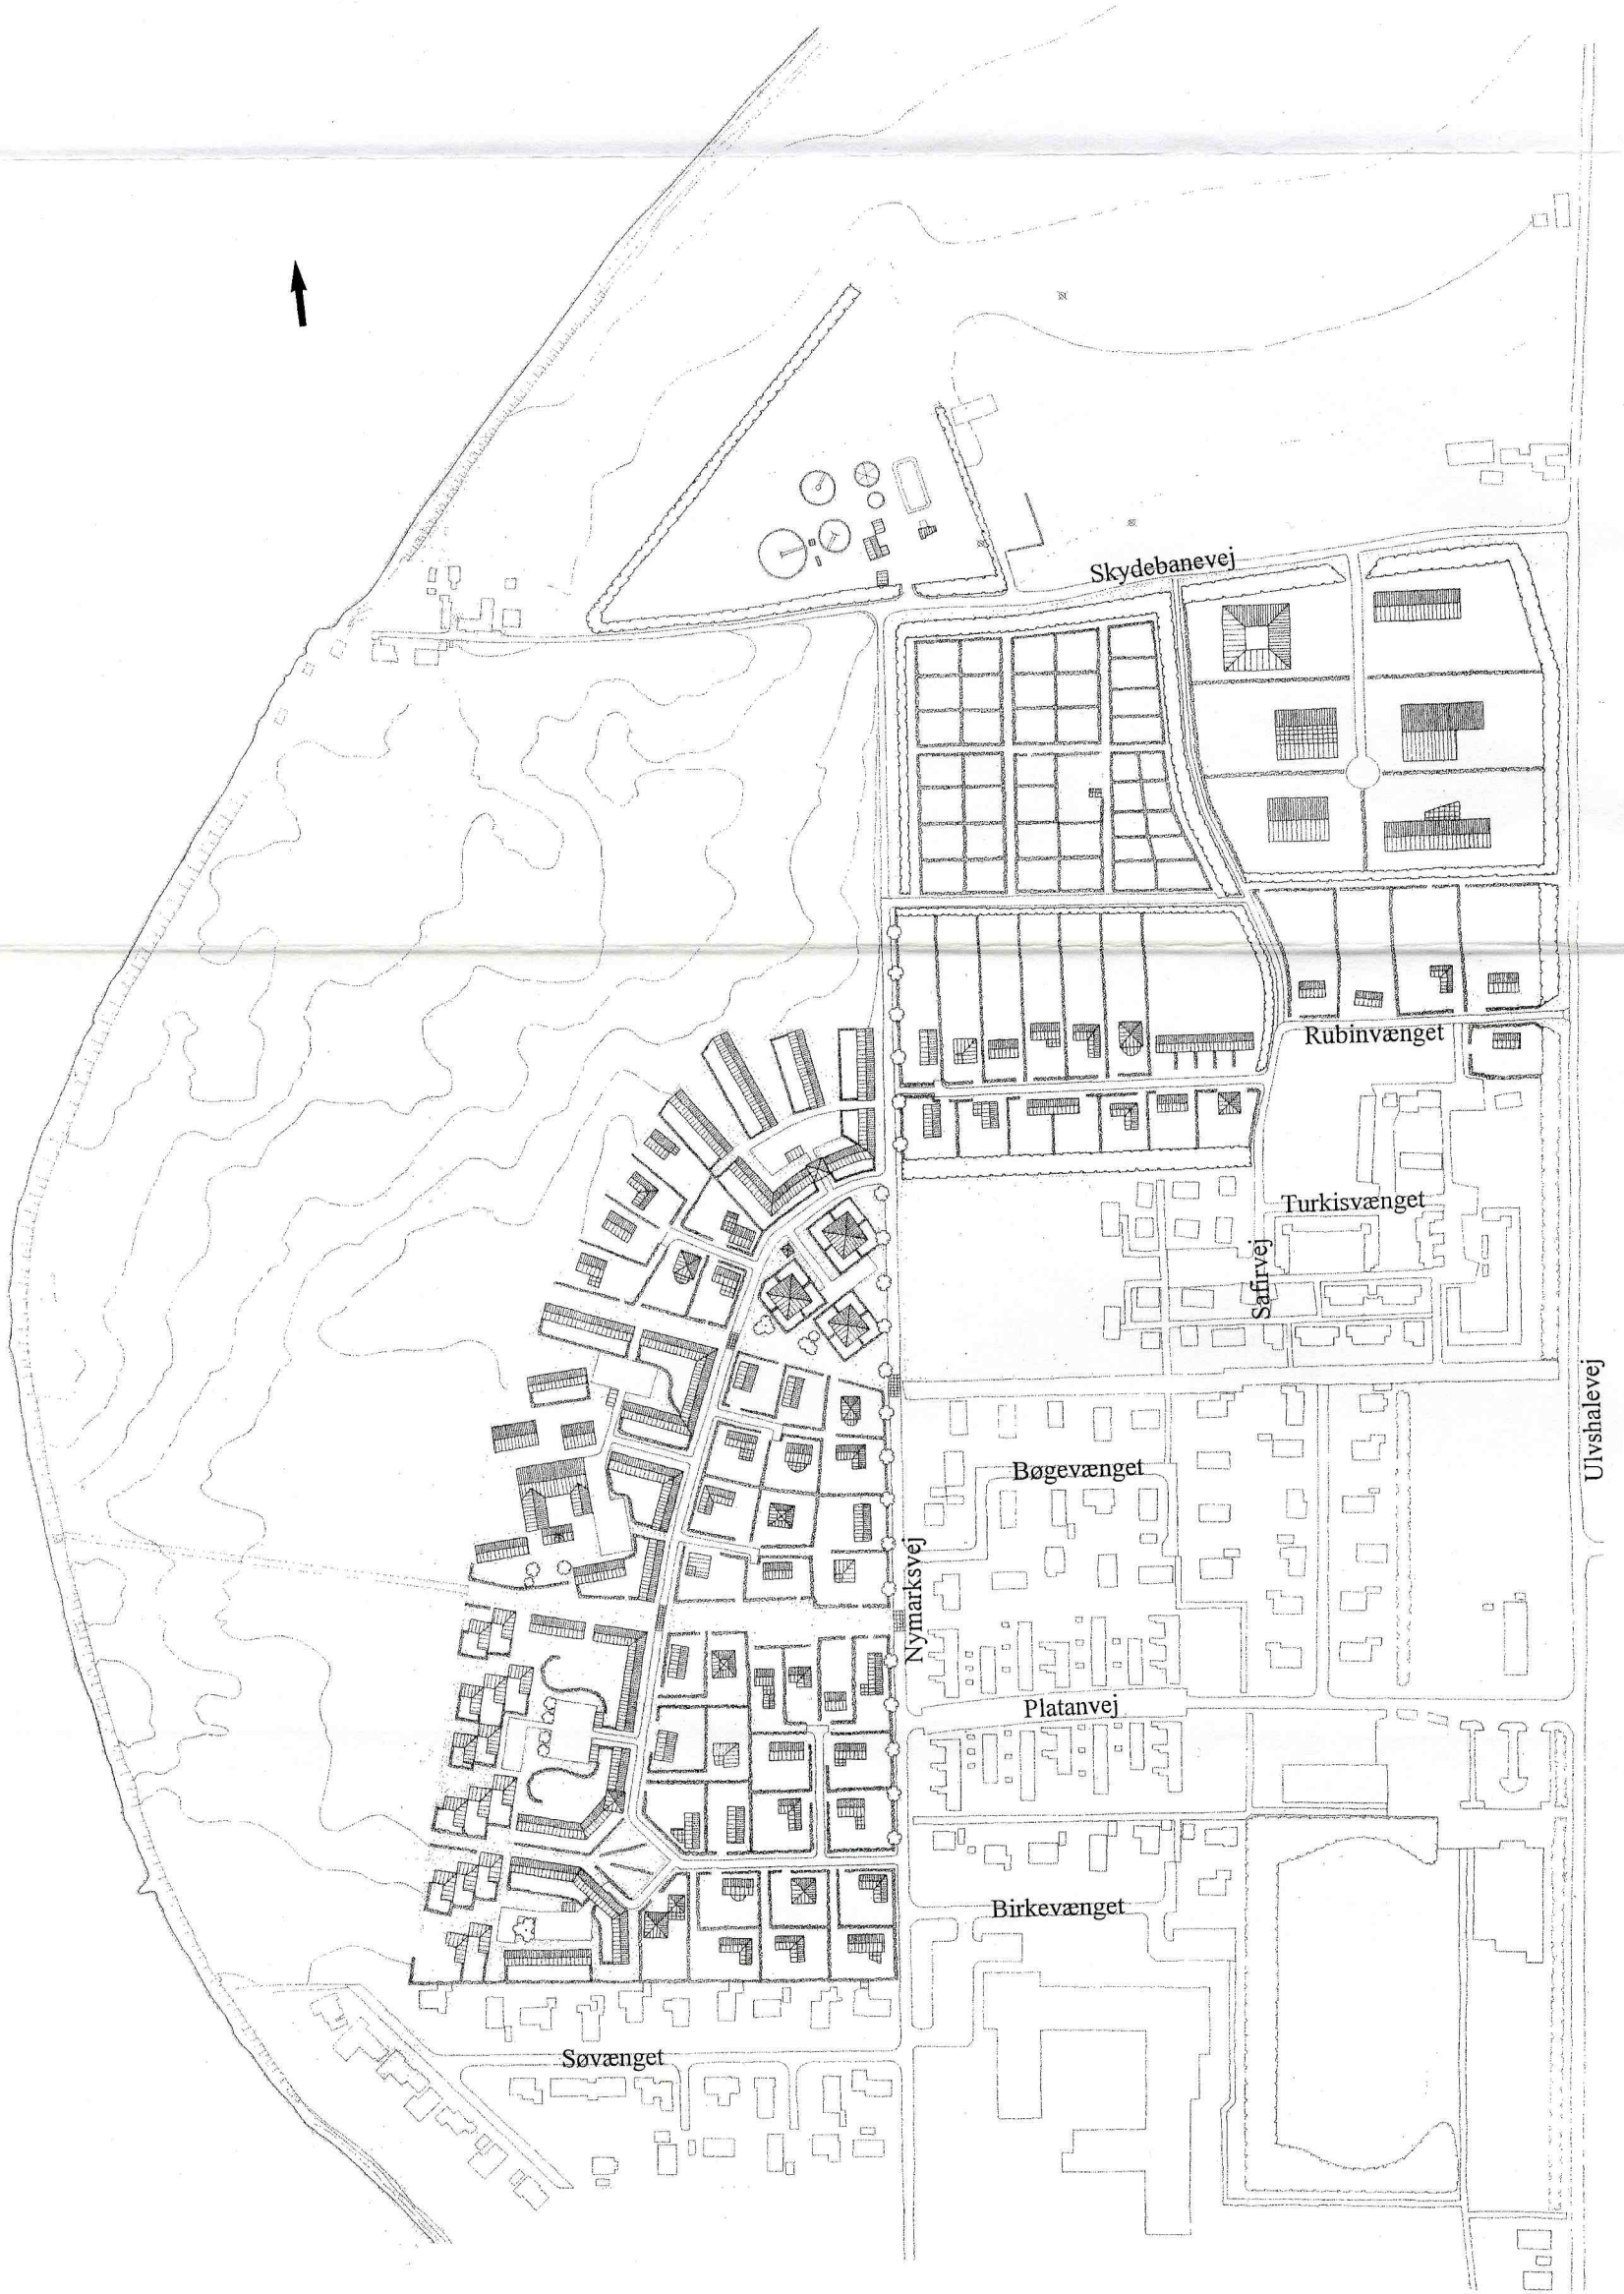 Skydebanevej
Rubinvænget
Turkisvænget
Safirvej
Ulvshalevej
Bøgevænget
Nymarksvej
Platanvej
Birkevænget
Søvænget